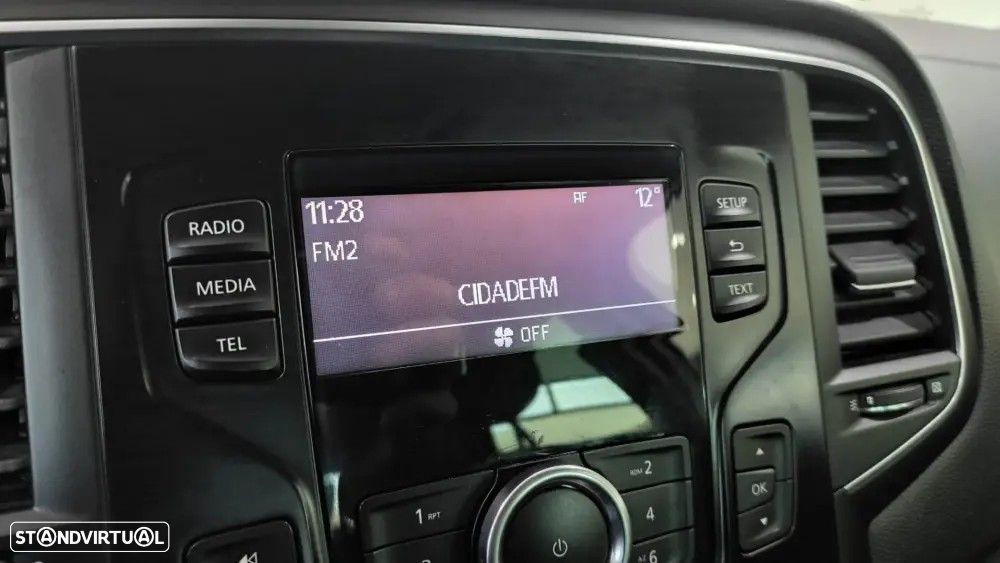 11:28 AF 12°
FM2
CIDADEFM
OFF
RADIO
MEDIA
TEL
SETUP
TEXT
1 RPT
RDM 2
4
6
OK
STANDVIRTUAL